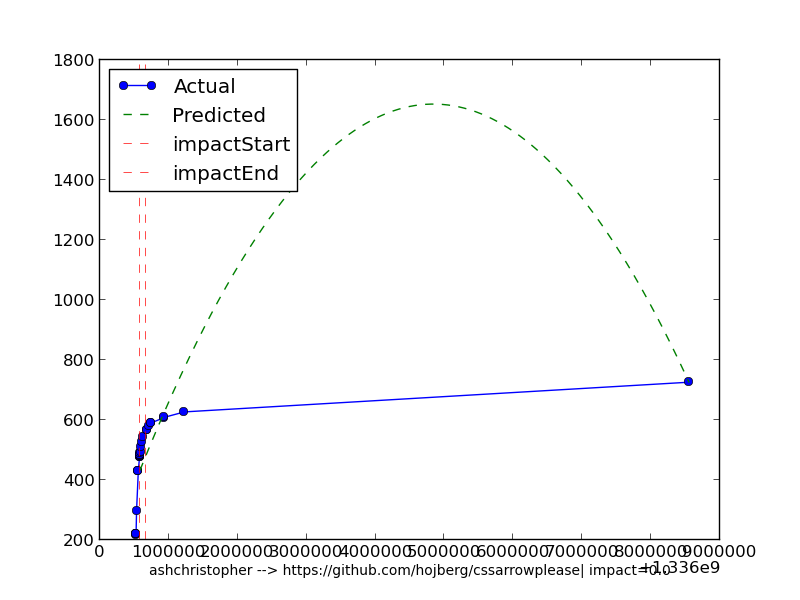 1800
1600
1400
1200
1000
800
600
400
200
Actual
Predicted
impactStart
impactEnd
0 1000000 2000000 3000000 4000000 5000000 6000000 7000000 8000000 9000000
+1.336e9
ashchristopher --> https://github.com/hojberg/cssarrowplease| impact=0.0